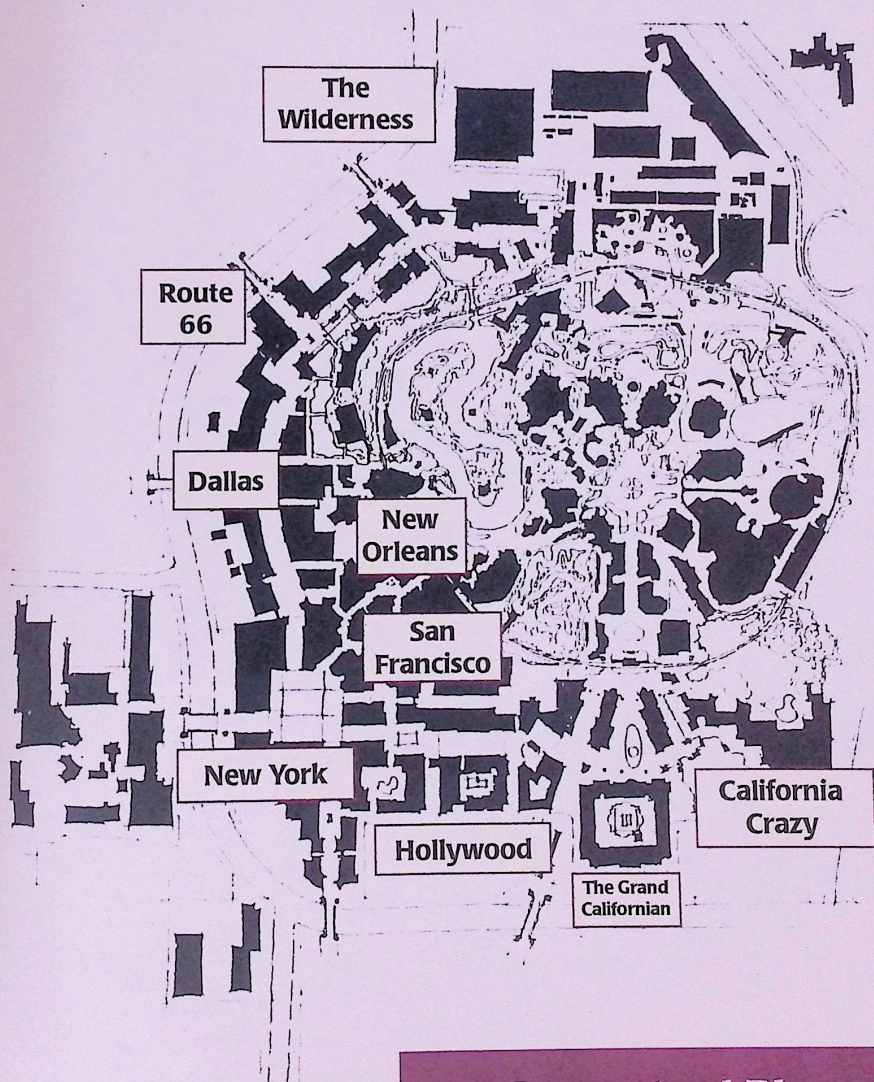 The
Wilderness
Route
66
Dallas
New
Orleans
San
Francisco
New York
California
Crazy
Hollywood
The Grand
Californian